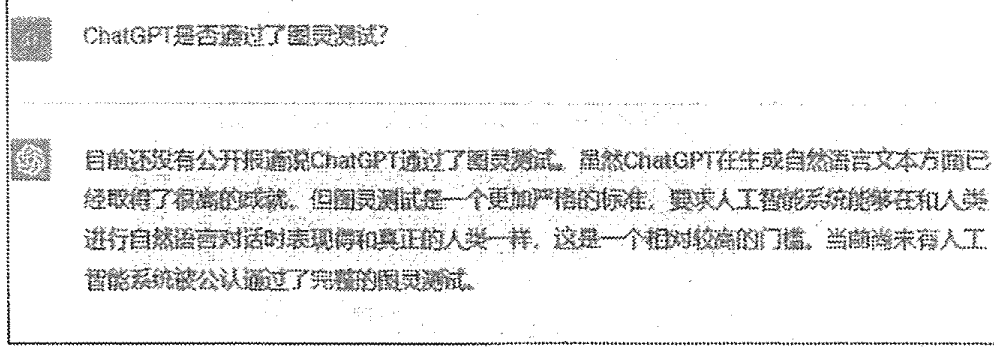 ChatGPT是否通过了图灵测试?
目前还没有公开报道说ChatGPT通过了图灵测试。虽然ChatGPT在生成自然语言文本方面已
经取得了很高的成就，但图灵测试是一个更加严格的标准，要求人工智能系统能够在和人类
进行自然语言对话时表现得和真正的人类一样，这是一个相对较高的门槛。当前尚未有人工
智能系统被公认通过了完整的图灵测试。